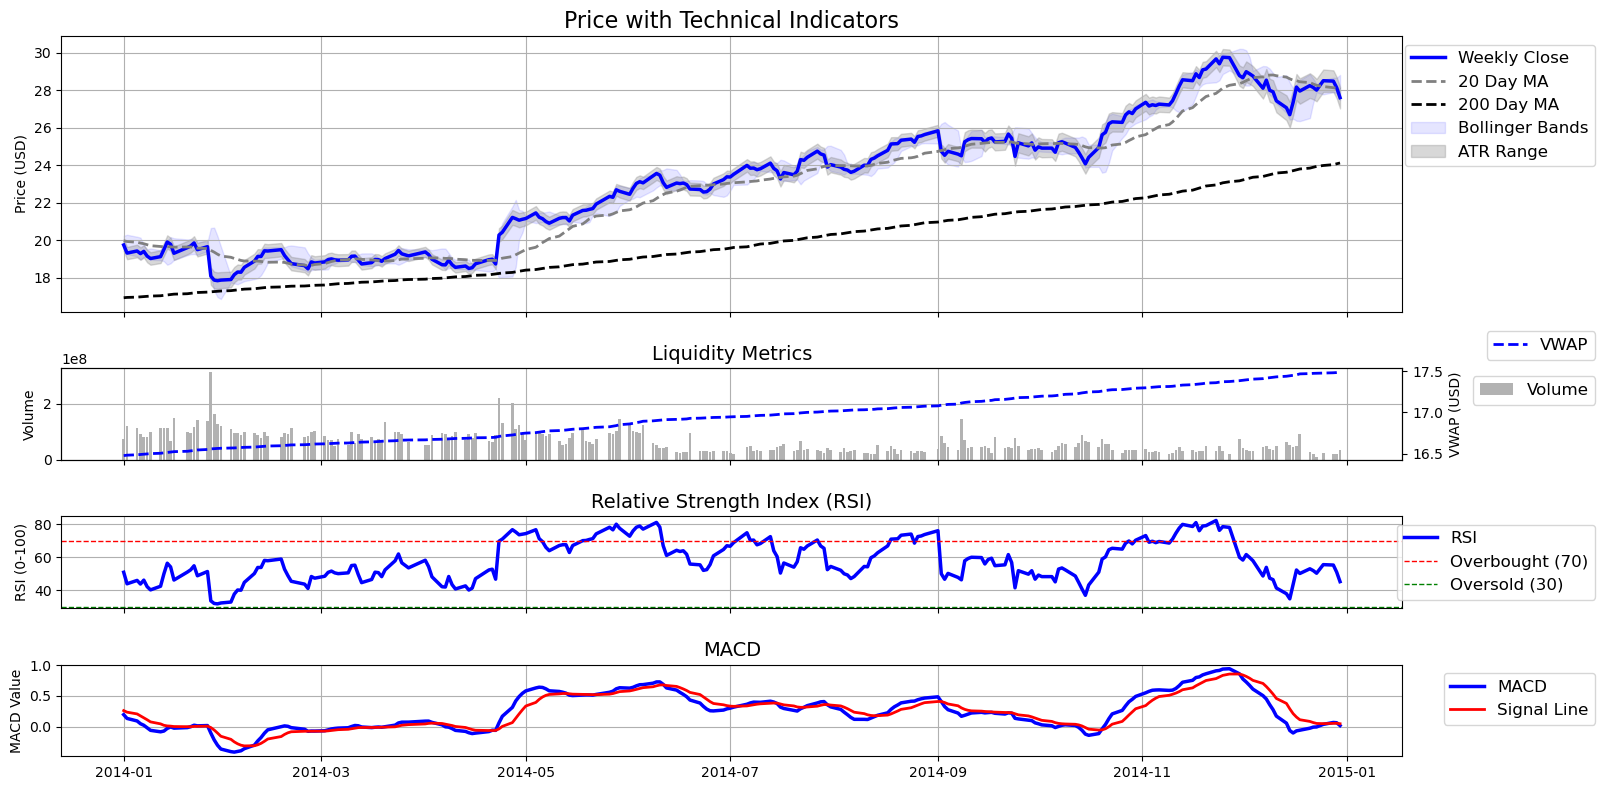 Price with Technical Indicators
Price (USD)
30
28
26
24
22
20
18
Weekly Close
20 Day MA
200 Day MA
Bollinger Bands
ATR Range
Liquidity Metrics
1e8
Volume
2
0
17.5
17.0
16.5
VWAP (USD)
VWAP
Volume
Relative Strength Index (RSI)
RSI (0-100)
80
60
40
RSI
Overbought (70)
Oversold (30)
MACD
MACD Value
1.0
0.5
0.0
MACD
Signal Line
2014-01
2014-03
2014-05
2014-07
2014-09
2014-11
2015-01